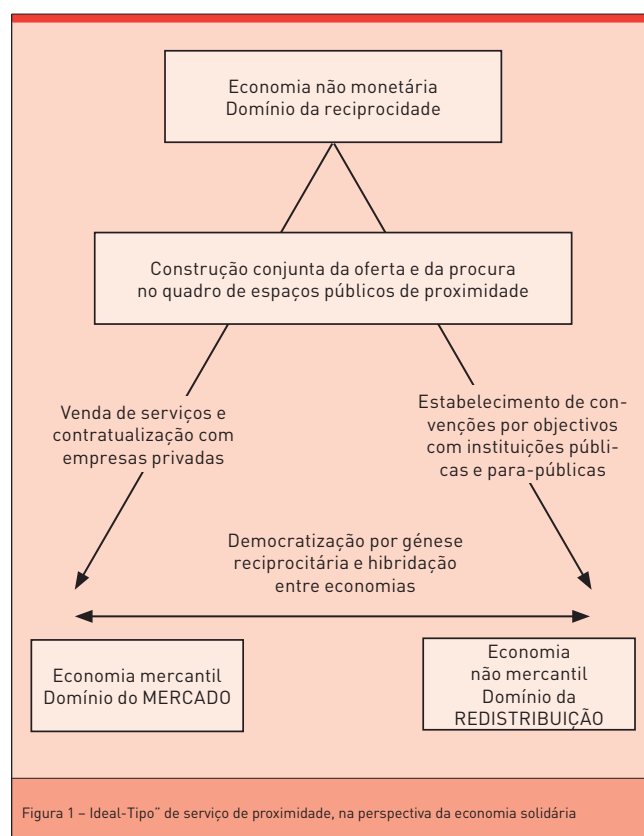 Economia não monetária
Domínio da reciprocidade
Construção conjunta da oferta e da procura
no quadro de espaços públicos de proximidade
Venda de serviços e
contratualização com
empresas privadas
Estabelecimento de con-
venções por objectivos
com instituições públi-
cas e para-públicas
Democratização por génese
reciprocitária e hibridação
entre economias
Economia mercantil
Domínio do MERCADO
Economia
não mercantil
Domínio da
REDISTRIBUIÇÃO
Figura 1 – Ideal-Tipo” de serviço de proximidade, na perspectiva da economia solidária